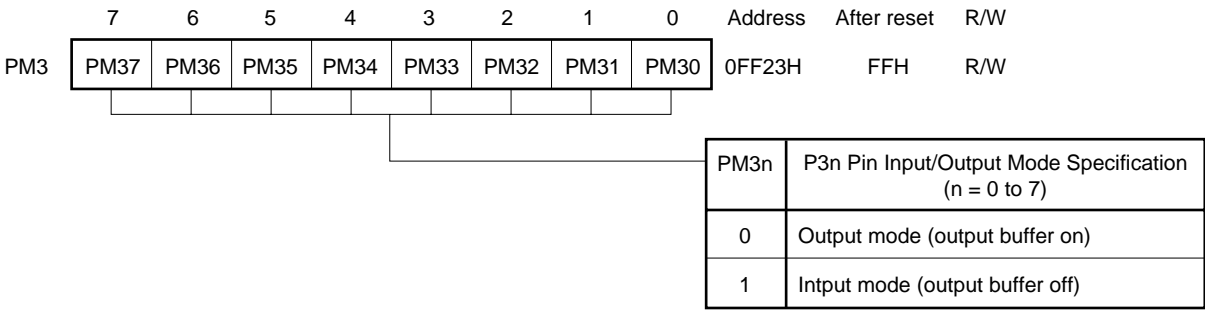 7 6 5 4 3 2 1 0 Address After reset R/W
PM3 PM37 PM36 PM35 PM34 PM33 PM32 PM31 PM30 0FF23H FFH R/W
PM3n P3n Pin Input/Output Mode Specification
(n = 0 to 7)
0 Output mode (output buffer on)
1 Intput mode (output buffer off)